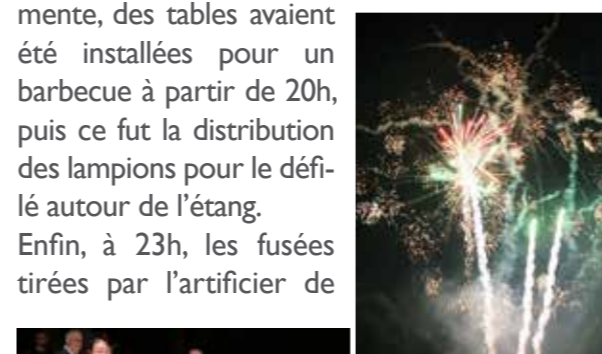 mente, des tables avaient
été installées pour un
barbecue à partir de 20h,
puis ce fut la distribution
des lampions pour le défi-
lé autour de l’étang.
Enfin, à 23h, les fusées
tirées par l’artificier de